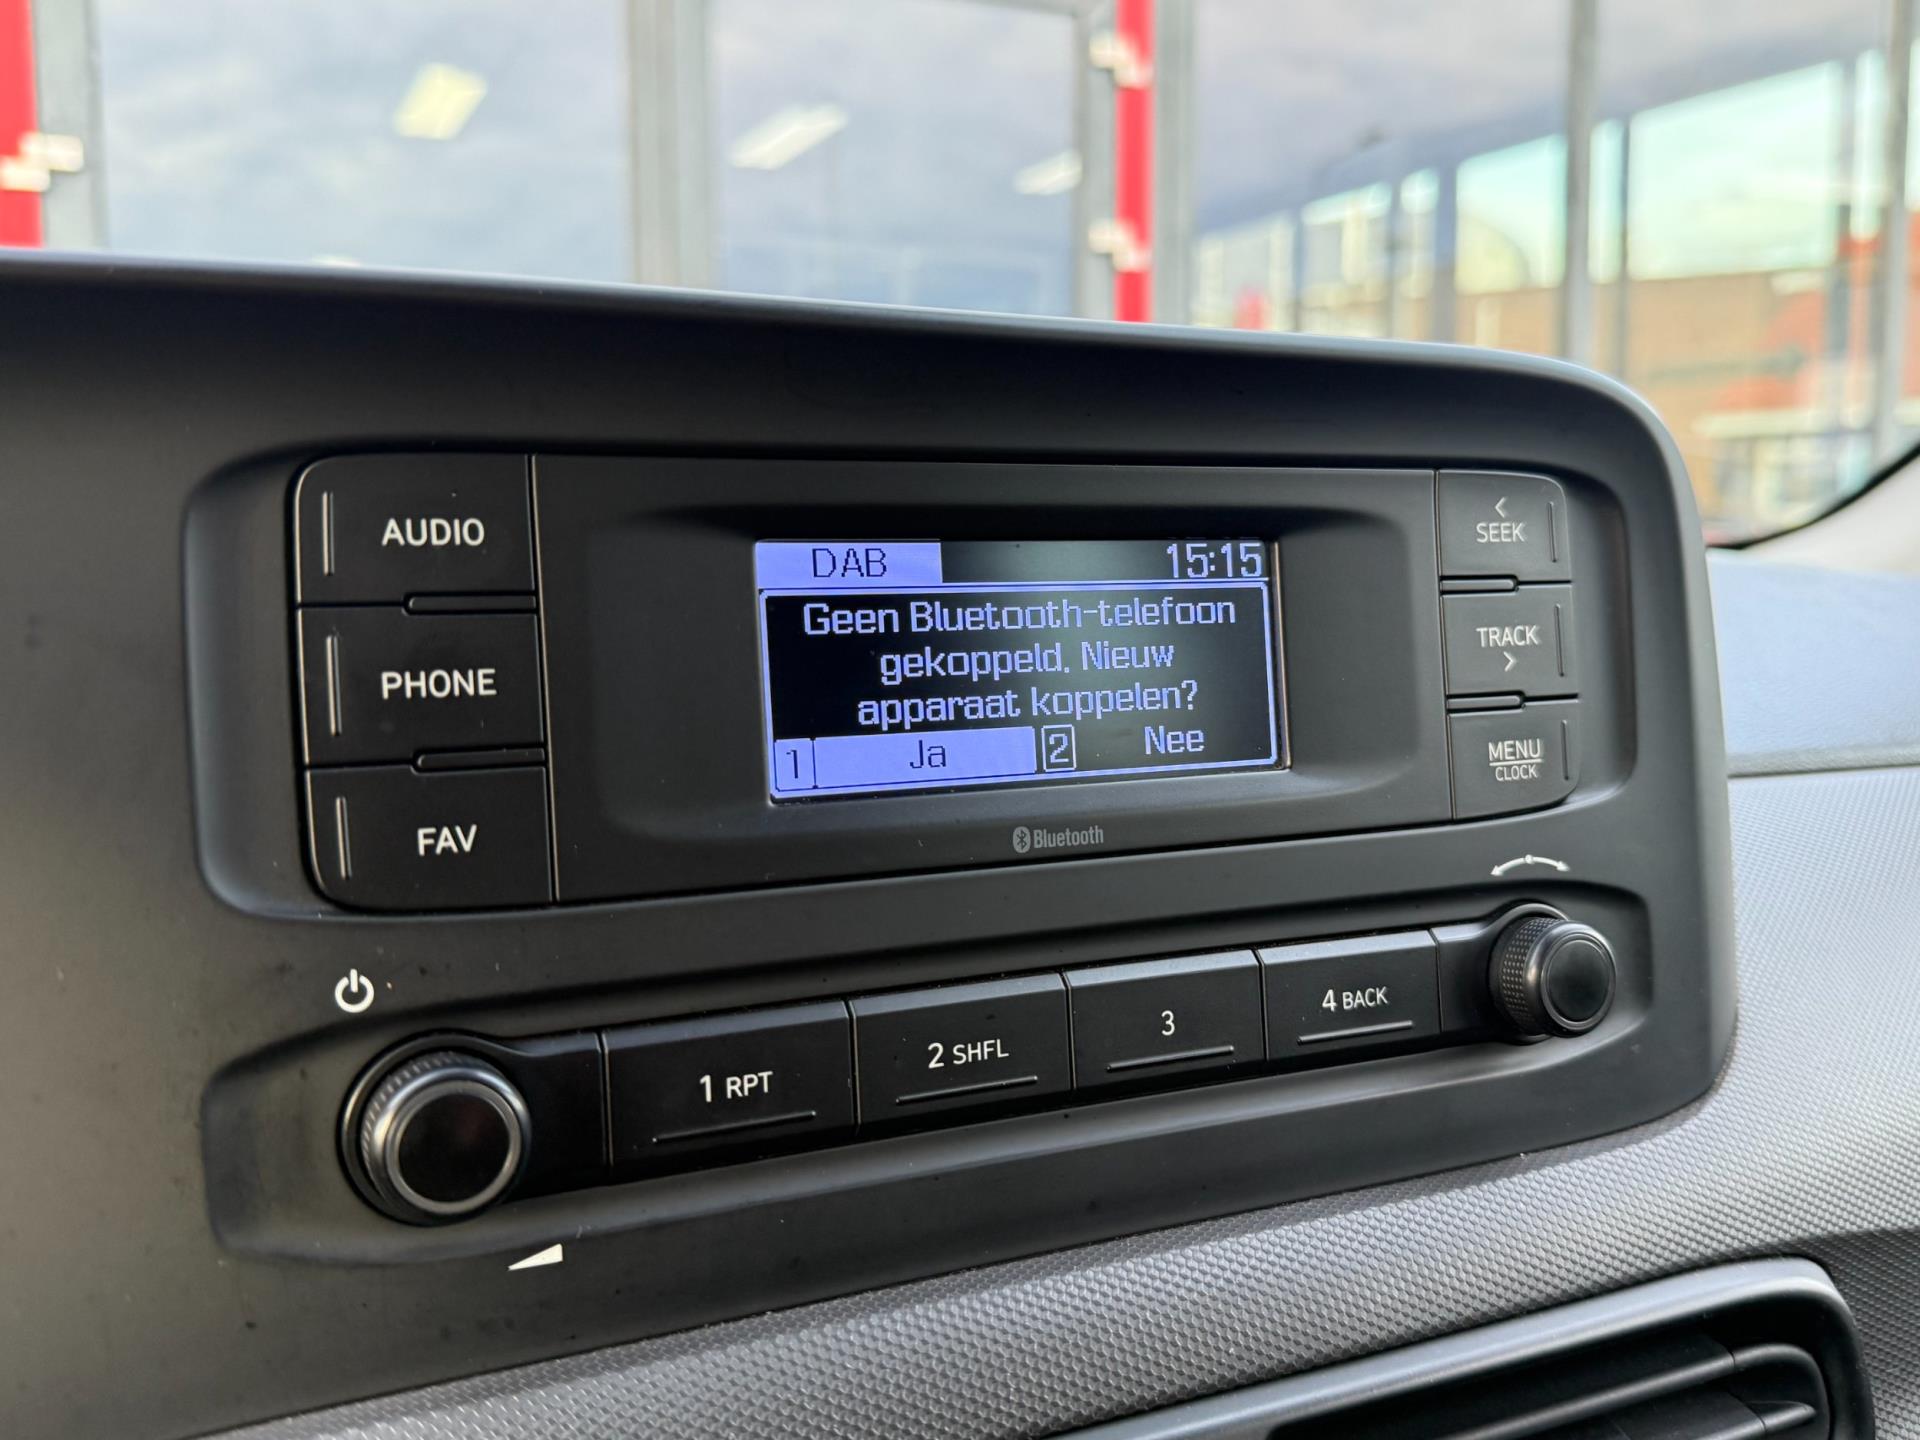 AUDIO
PHONE
FAV
DAB 15:15
Geen Bluetooth-telefoon
gekoppeld. Nieuw
apparaat koppelen?
1 Ja 2 Nee
Bluetooth
< SEEK
TRACK >
MENU
CLOCK
1 RPT
2 SHFL
3
4 BACK